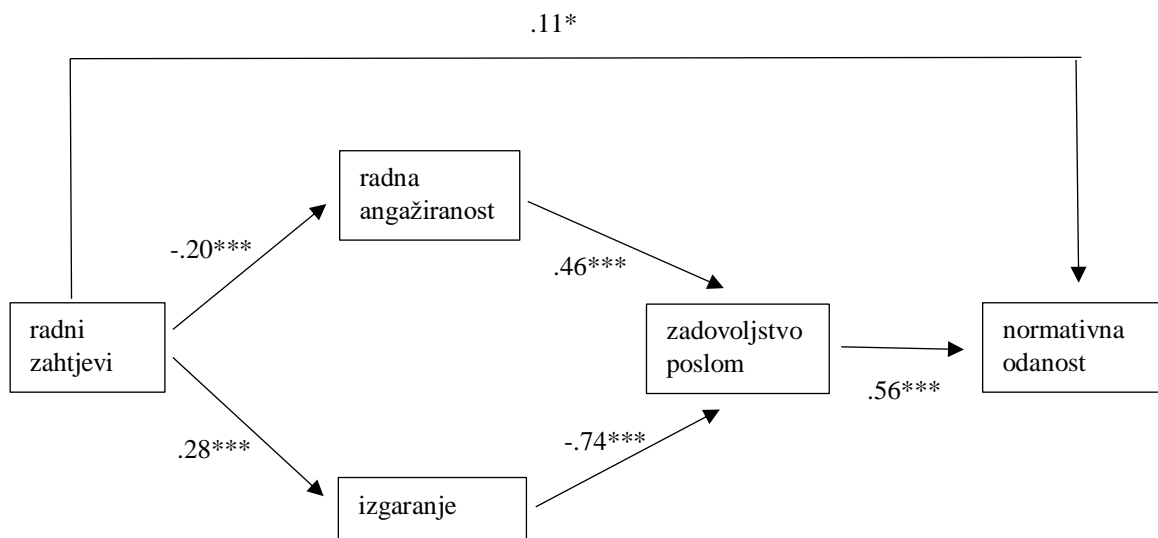 .11*
radna
angažiranost
-.20***
.46***
radni
zahtjevi
zadovoljstvo
poslom
normativna
odanost
.56***
.28***
-.74***
izgaranje